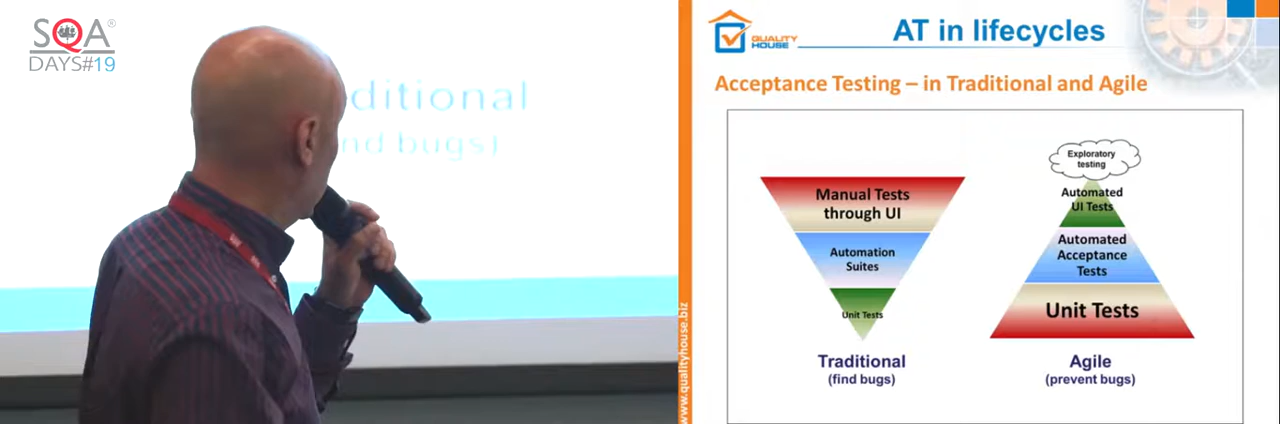 SQA®
DAYS#19
ditional
nd bugs)
QUALITY
HOUSE
AT in lifecycles
Acceptance Testing – in Traditional and Agile
www.qualityhouse.biz
Manual Tests
through UI
Automation
Suites
Unit Tests
Traditional
(find bugs)
Exploratory
testing
Automated
UI Tests
Automated
Acceptance
Tests
Unit Tests
Agile
(prevent bugs)